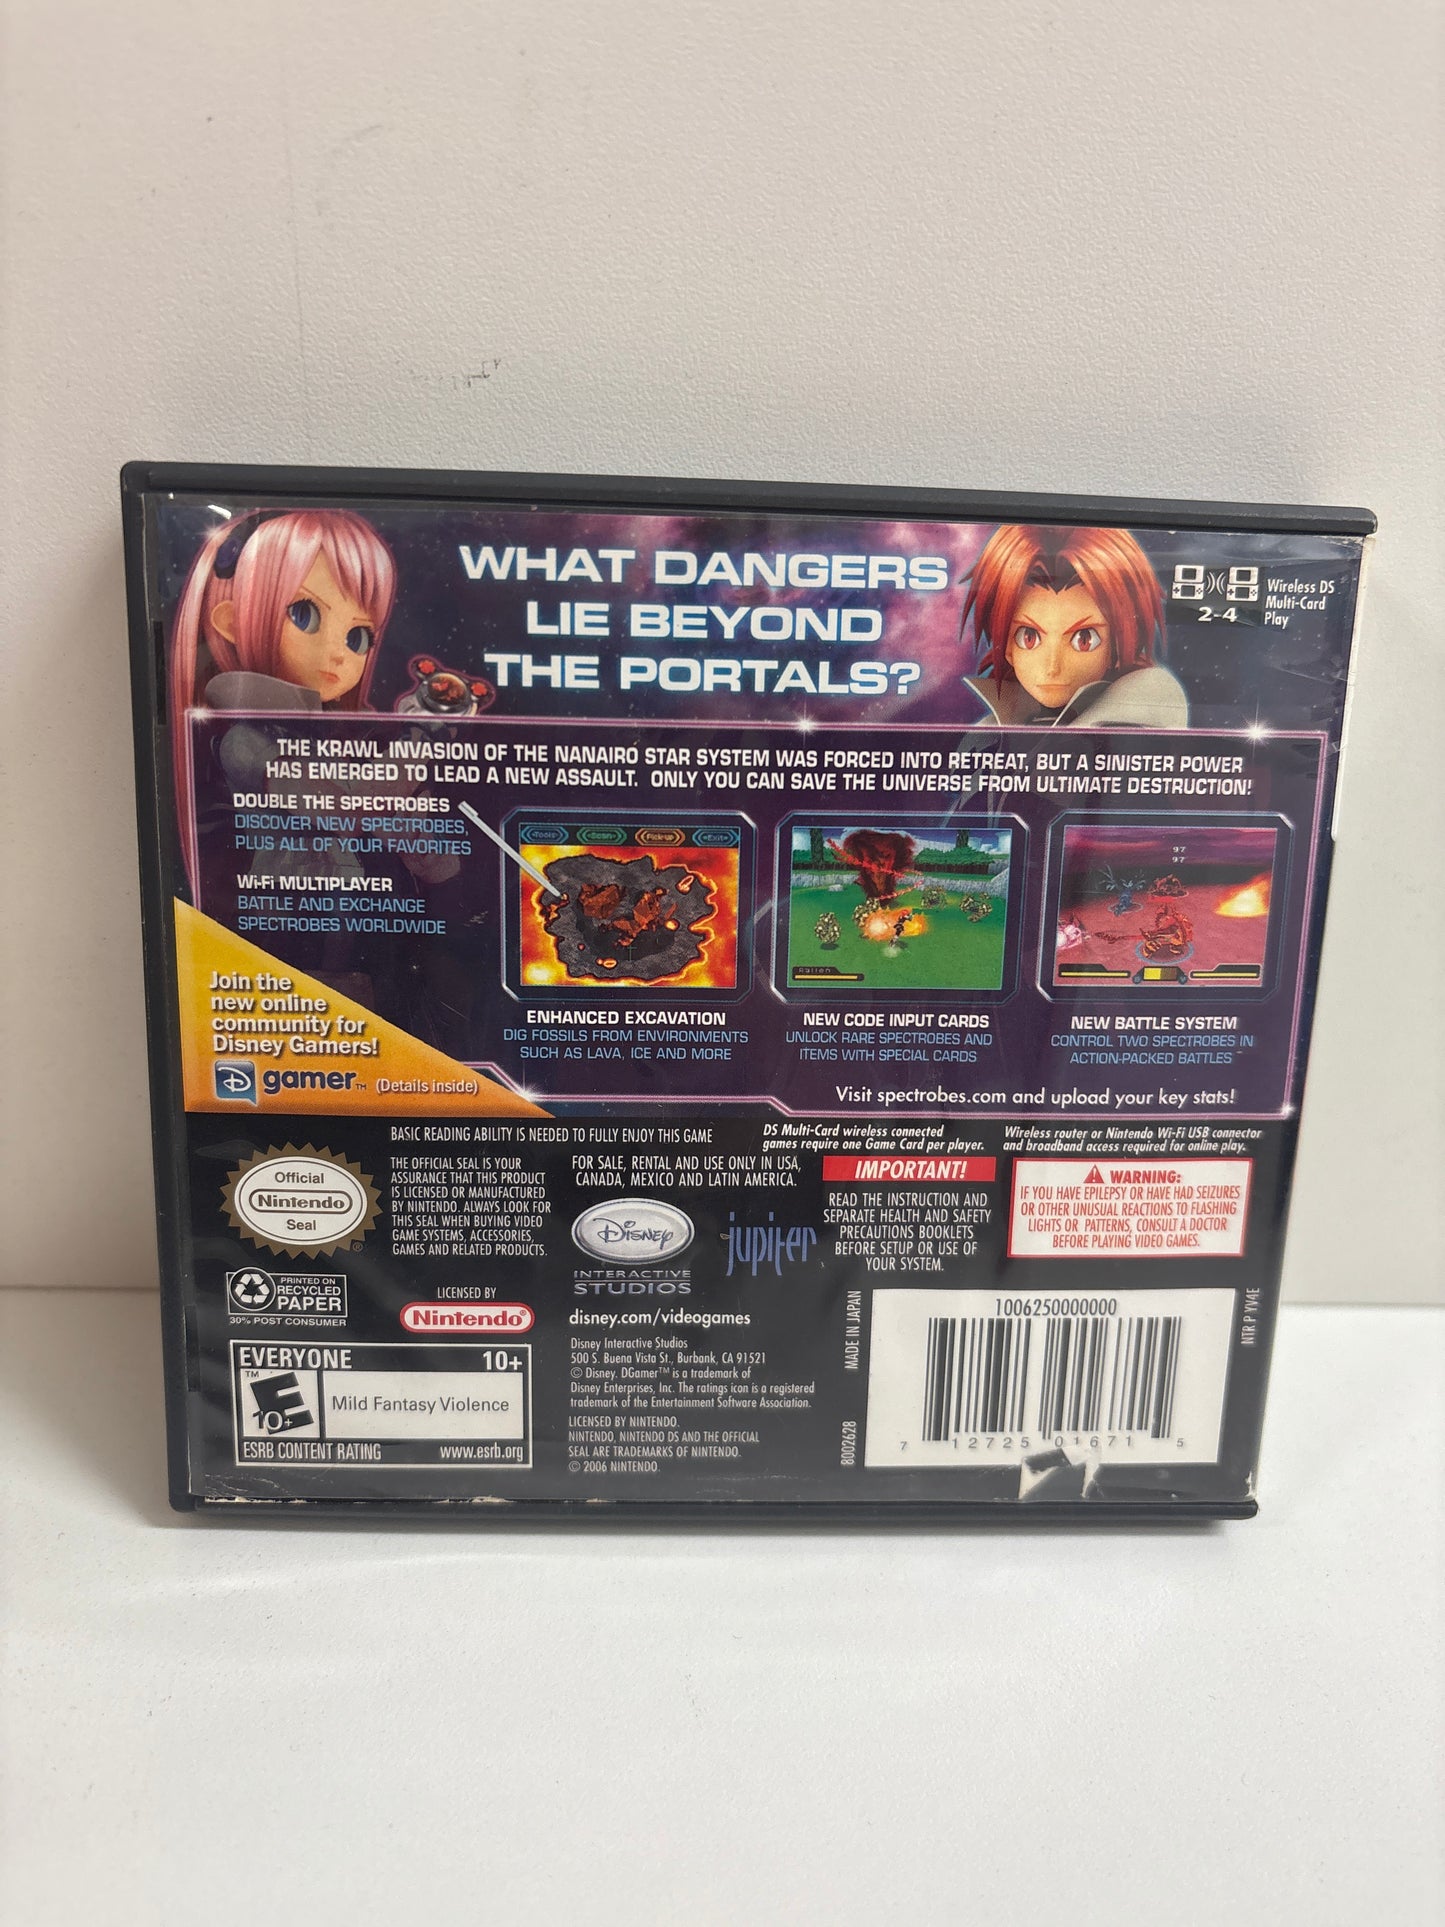 WHAT DANGERS
LIE BEYOND
THE PORTALS?
2-4
Wireless DS
Multi-Card
Play
THE KRAWL INVASION OF THE NANAIRO STAR SYSTEM WAS FORCED INTO RETREAT, BUT A SINISTER POWER
HAS EMERGED TO LEAD A NEW ASSAULT. ONLY YOU CAN SAVE THE UNIVERSE FROM ULTIMATE DESTRUCTION!
DOUBLE THE SPECTROBES
DISCOVER NEW SPECTROBES,
PLUS ALL OF YOUR FAVORITES
Wi-Fi MULTIPLAYER
BATTLE AND EXCHANGE
SPECTROBES WORLDWIDE
Tools
Scan
Pick-up
Exit
Rallen
97
97
ENHANCED EXCAVATION
DIG FOSSILS FROM ENVIRONMENTS
SUCH AS LAVA, ICE AND MORE
NEW CODE INPUT CARDS
UNLOCK RARE SPECTROBES AND
ITEMS WITH SPECIAL CARDS
NEW BATTLE SYSTEM
CONTROL TWO SPECTROBES IN
ACTION-PACKED BATTLES
Join the
new online
community for
Disney Gamers!
D gamer™ (Details inside)
Visit spectrobes.com and upload your key stats!
BASIC READING ABILITY IS NEEDED TO FULLY ENJOY THIS GAME
DS Multi-Card wireless connected
games require one Game Card per player.
Wireless router or Nintendo Wi-Fi USB connector
and broadband access required for online play.
Official
Nintendo
Seal
®
THE OFFICIAL SEAL IS YOUR
ASSURANCE THAT THIS PRODUCT
IS LICENSED OR MANUFACTURED
BY NINTENDO. ALWAYS LOOK FOR
THIS SEAL WHEN BUYING VIDEO
GAME SYSTEMS, ACCESSORIES,
GAMES AND RELATED PRODUCTS.
FOR SALE, RENTAL AND USE ONLY IN USA,
CANADA, MEXICO AND LATIN AMERICA.
Disney
INTERACTIVE
STUDIOS
jupiter
IMPORTANT!
READ THE INSTRUCTION AND
SEPARATE HEALTH AND SAFETY
PRECAUTIONS BOOKLETS
BEFORE SETUP OR USE OF
YOUR SYSTEM.
WARNING:
IF YOU HAVE EPILEPSY OR HAVE HAD SEIZURES
OR OTHER UNUSUAL REACTIONS TO FLASHING
LIGHTS OR PATTERNS, CONSULT A DOCTOR
BEFORE PLAYING VIDEO GAMES.
PRINTED ON
RECYCLED
PAPER
30% POST CONSUMER
LICENSED BY
Nintendo®
disney.com/videogames
Disney Interactive Studios
500 S. Buena Vista St., Burbank, CA 91521
© Disney. DGamer™ is a trademark of
Disney Enterprises, Inc. The ratings icon is a registered
trademark of the Entertainment Software Association.
LICENSED BY NINTENDO.
NINTENDO, NINTENDO DS AND THE OFFICIAL
SEAL ARE TRADEMARKS OF NINTENDO.
© 2006 NINTENDO.
EVERYONE 10+
TM
E
10+
Mild Fantasy Violence
ESRB CONTENT RATING www.esrb.org
MADE IN JAPAN
8002628
1006250000000
7 12725 01671 5
NTR P YV4E